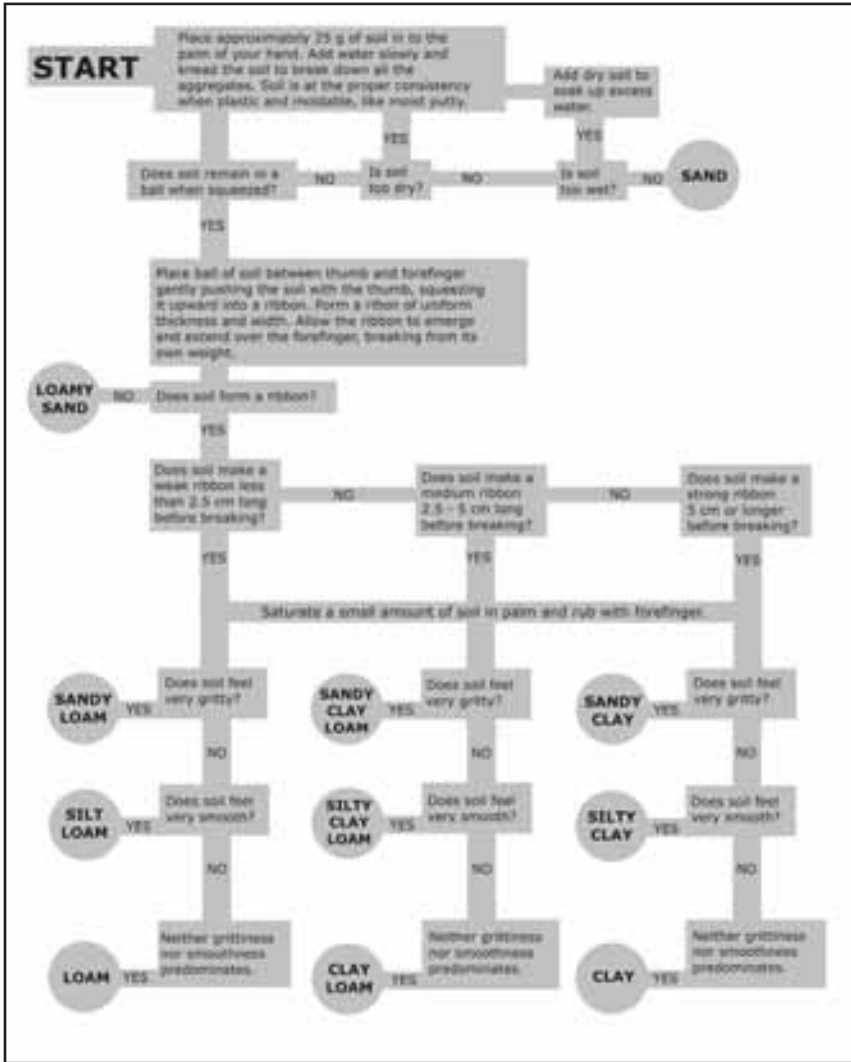 START
Place approximately 25 g of soil in to the
palm of your hand. Add water slowly and
knead the soil to break down all the
aggregates. Soil is at the proper consistency
when plastic and moldable, like moist putty.
Add dry soil to
soak up excess
water.
YES
YES
Does soil remain in a
ball when squeezed?
NO
Is soil
too dry?
NO
Is soil
too wet?
NO
SAND
YES
Place ball of soil between thumb and forefinger
gently pushing the soil with the thumb, squeezing
it upward into a ribbon. Form a ribon of uniform
thickness and width. Allow the ribbon to emerge
and extend over the forefinger, breaking from its
own weight.
LOAMY
SAND
NO
Does soil form a ribbon?
YES
Does soil make a
weak ribbon less
than 2.5 cm long
before breaking?
NO
Does soil make a
medium ribbon
2.5 - 5 cm long
before breaking?
NO
Does soil make a
strong ribbon
5 cm or longer
before breaking?
YES
YES
YES
Saturate a small amount of soil in palm and rub with forefinger.
SANDY
LOAM
YES
Does soil feel
very gritty?
SANDY
CLAY
LOAM
YES
Does soil feel
very gritty?
SANDY
CLAY
YES
Does soil feel
very gritty?
NO
NO
NO
SILT
LOAM
YES
Does soil feel
very smooth?
SILTY
CLAY
LOAM
YES
Does soil feel
very smooth?
SILTY
CLAY
YES
Does soil feel
very smooth?
NO
NO
NO
LOAM
YES
Neither grittiness
nor smoothness
predominates.
CLAY
LOAM
YES
Neither grittiness
nor smoothness
predominates.
CLAY
YES
Neither grittiness
nor smoothness
predominates.